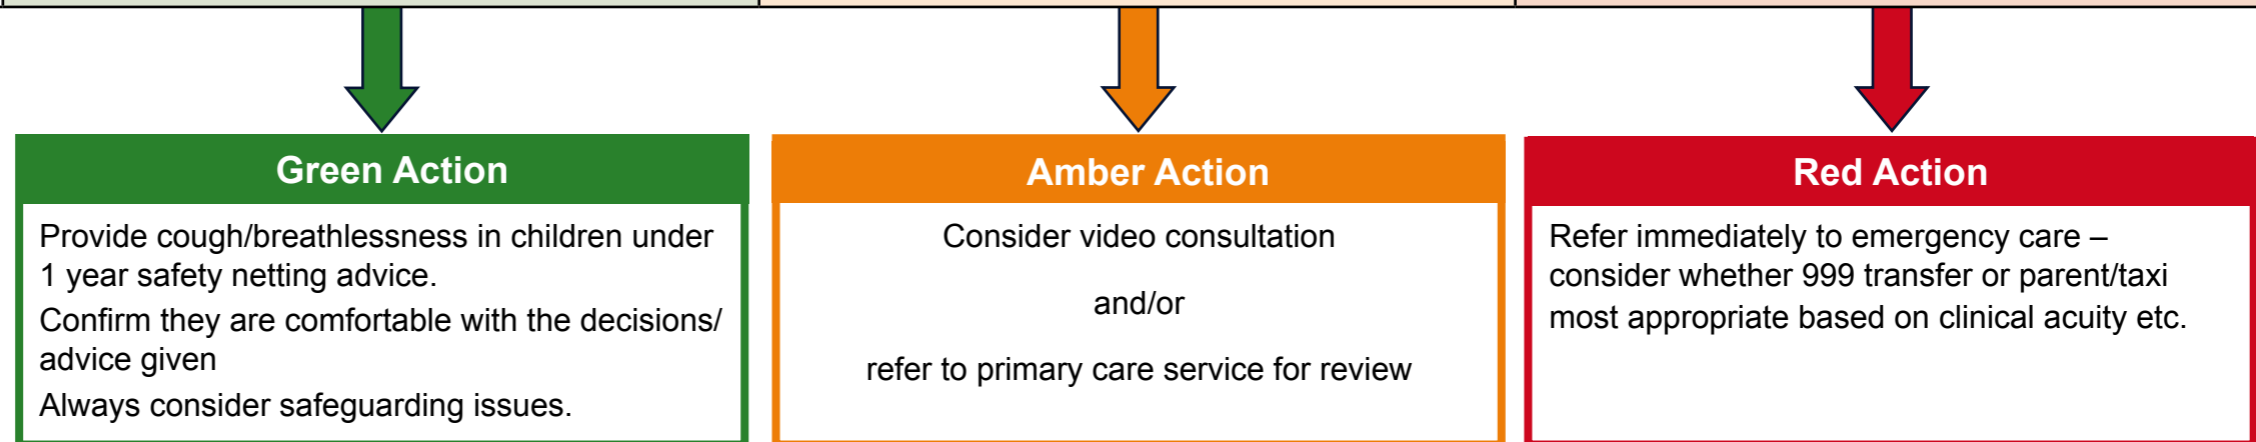 Green Action
Provide cough/breathlessness in children under
1 year safety netting advice.
Confirm they are comfortable with the decisions/
advice given
Always consider safeguarding issues.
Amber Action
Consider video consultation
and/or
refer to primary care service for review
Red Action
Refer immediately to emergency care –
consider whether 999 transfer or parent/taxi
most appropriate based on clinical acuity etc.